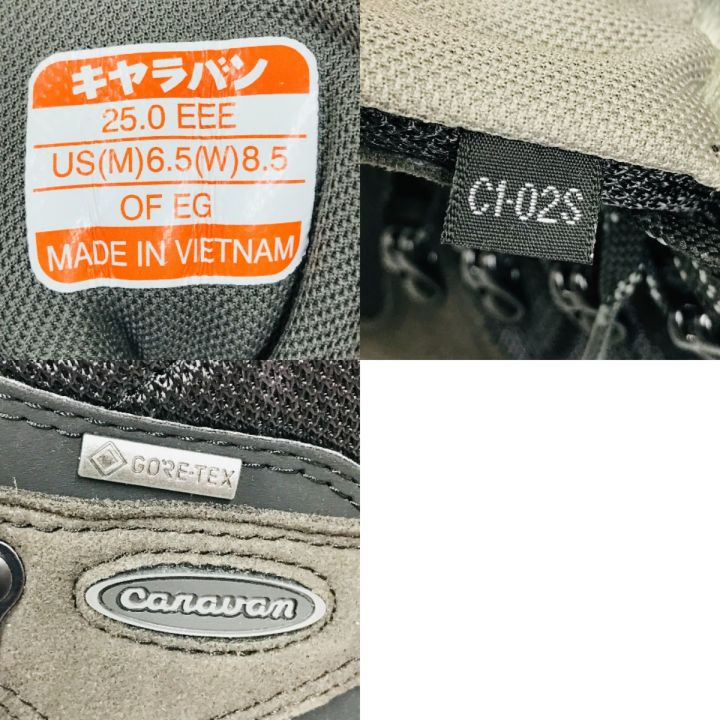 キャラバン
25.0 EEE
US(M)6.5(W)8.5
OF EG
MADE IN VIETNAM
C1-02S
GORE-TEX
Caravan